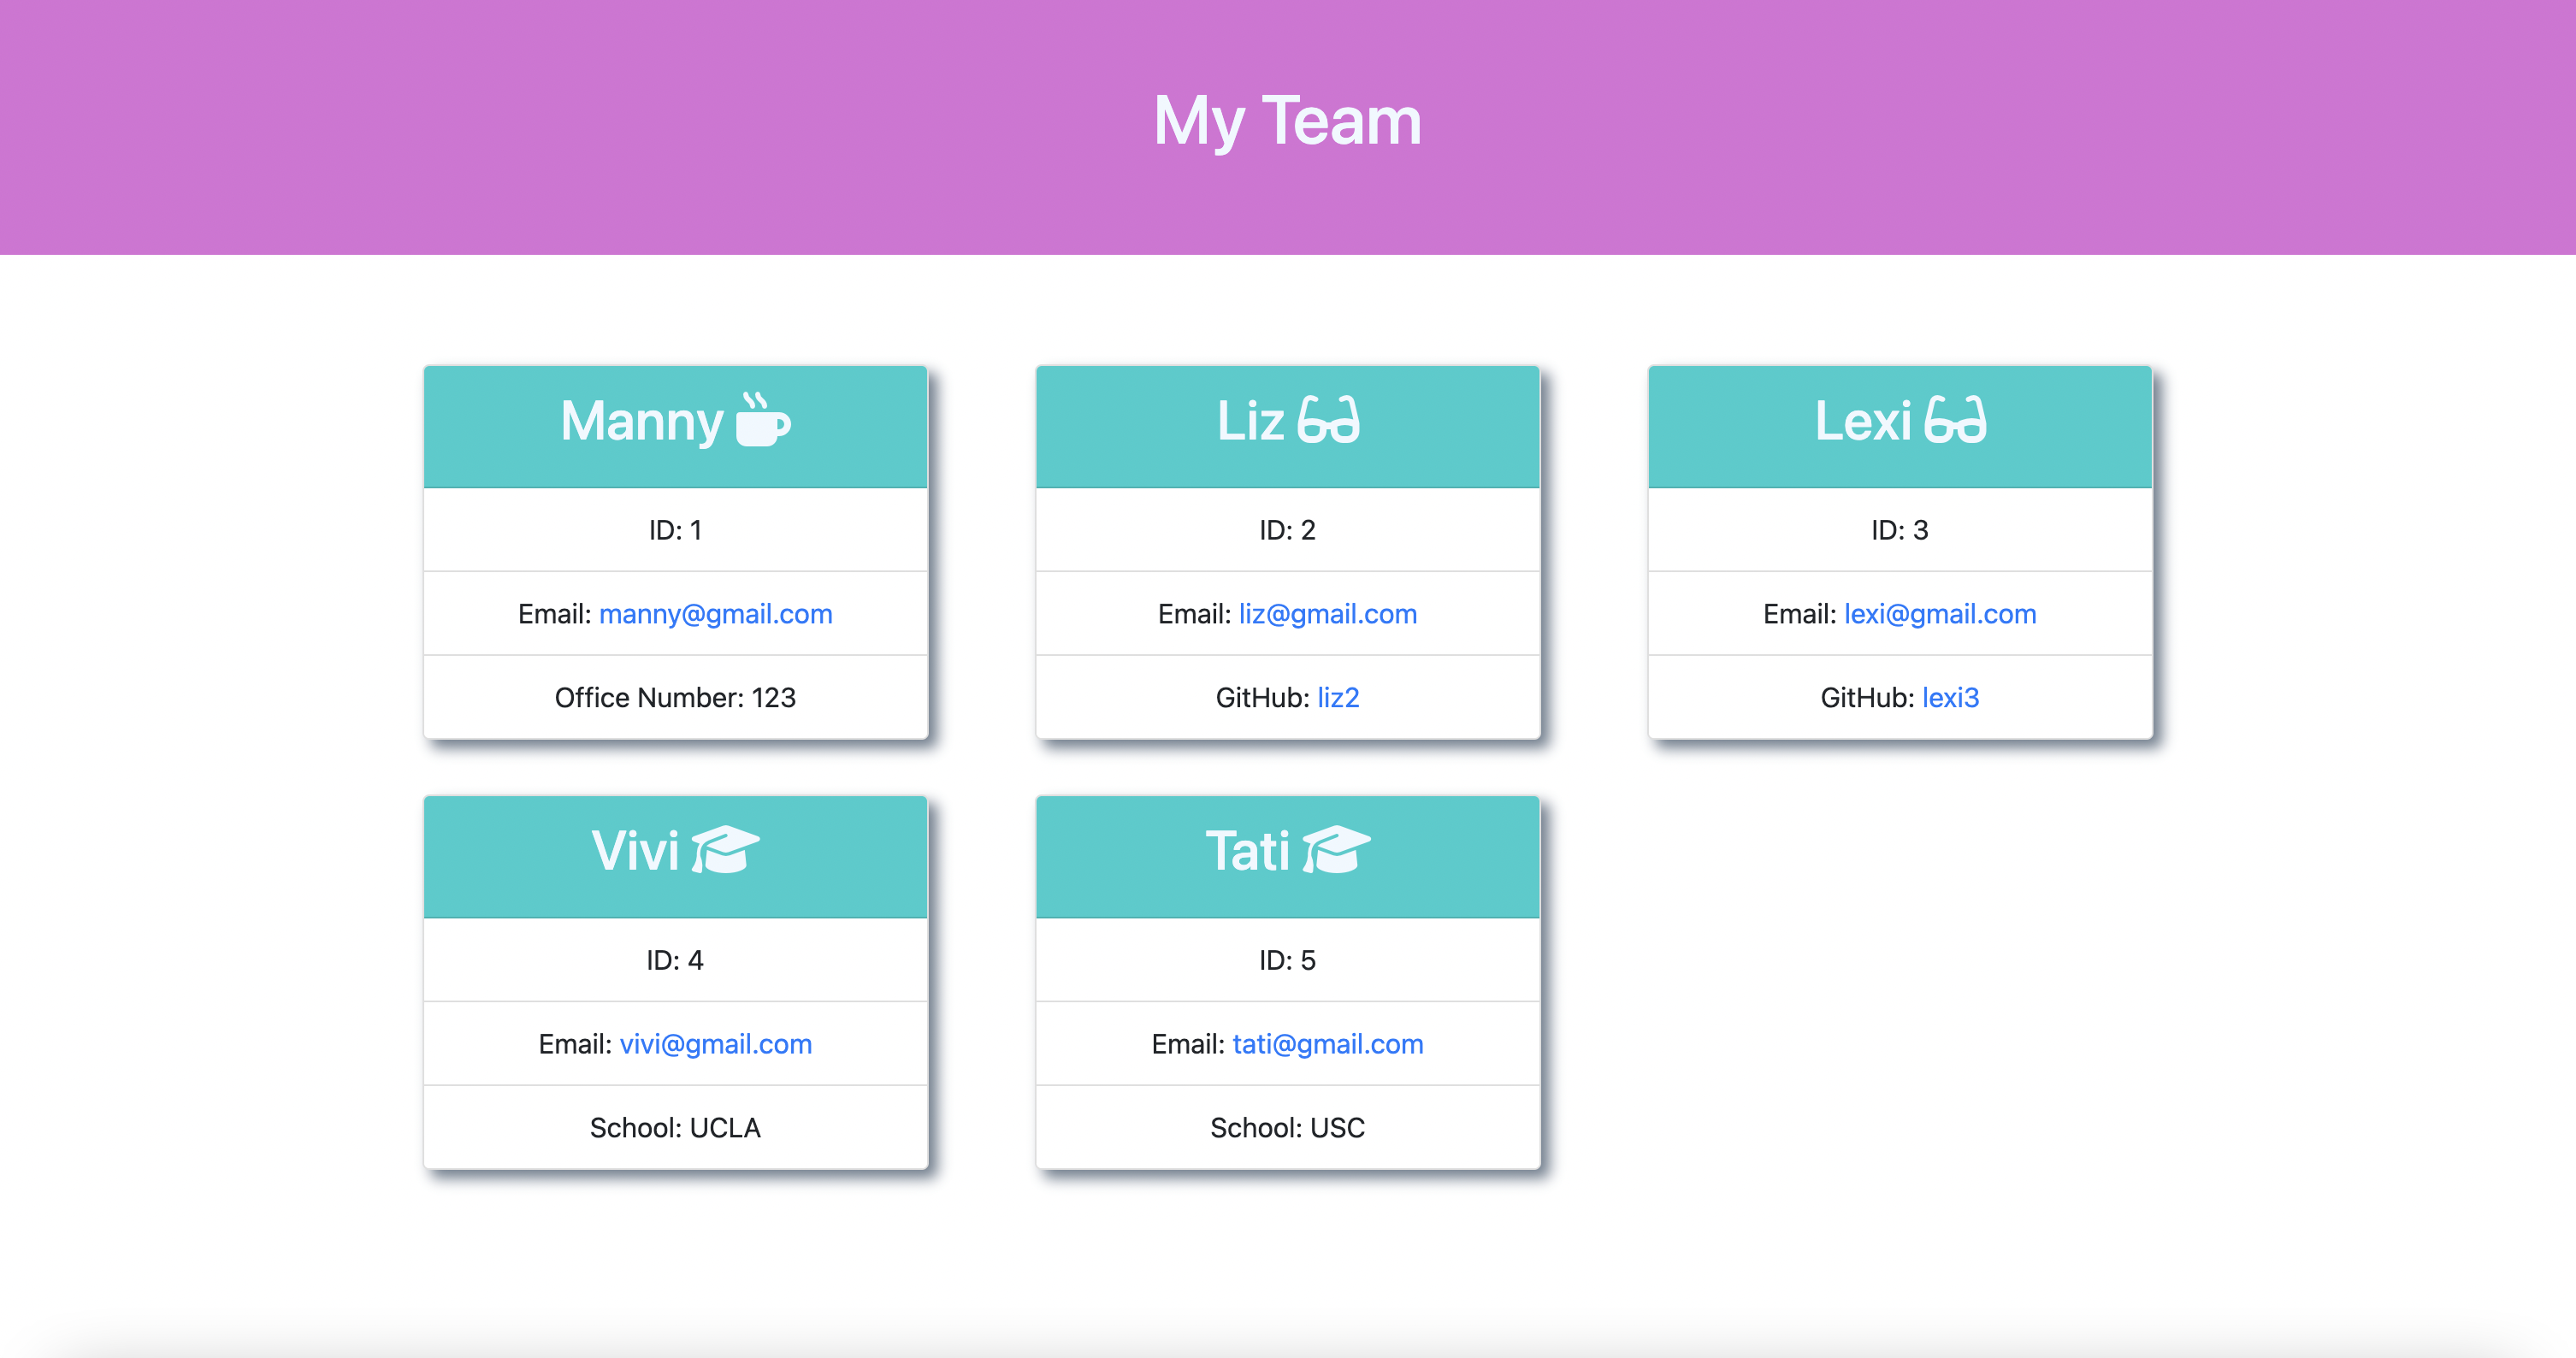 My Team
Manny
ID: 1
Email: manny@gmail.com
Office Number: 123
Liz
ID: 2
Email: liz@gmail.com
GitHub: liz2
Lexi
ID: 3
Email: lexi@gmail.com
GitHub: lexi3
Vivi
ID: 4
Email: vivi@gmail.com
School: UCLA
Tati
ID: 5
Email: tati@gmail.com
School: USC